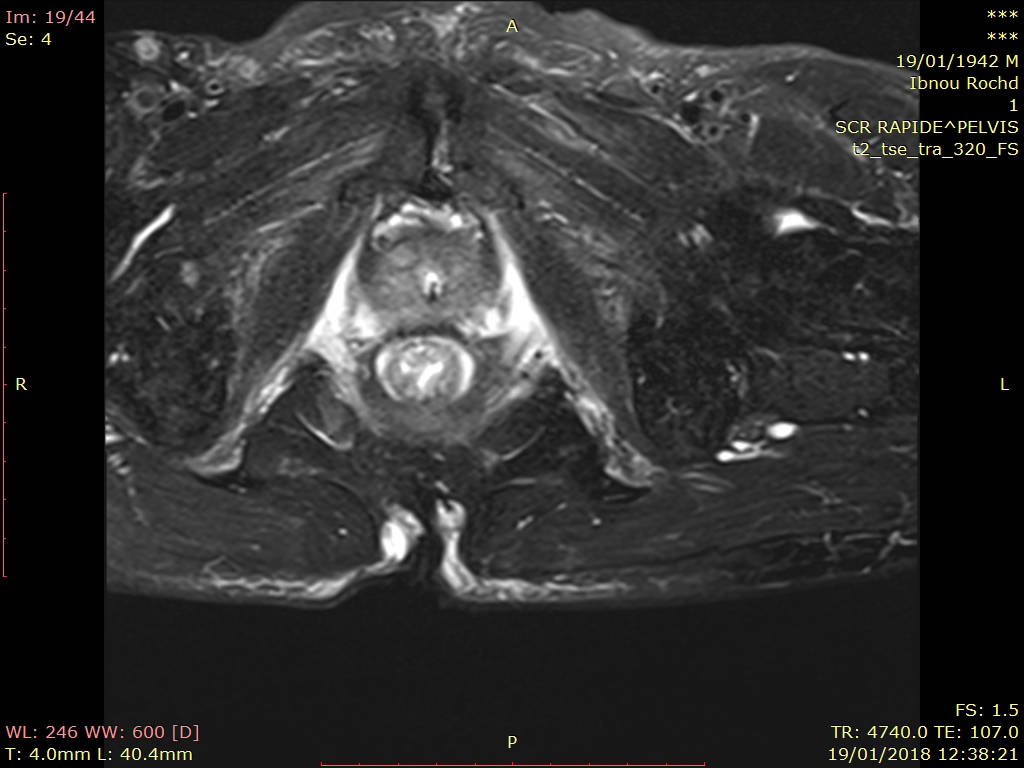 Im: 19/44
Se: 4
A
***
***
19/01/1942 M
Ibnou Rochd
1
SCR RAPIDE^PELVIS
t2_tse_tra_320_FS
R
L
WL: 246 WW: 600 [D]
T: 4.0mm L: 40.4mm
P
FS: 1.5
TR: 4740.0 TE: 107.0
19/01/2018 12:38:21